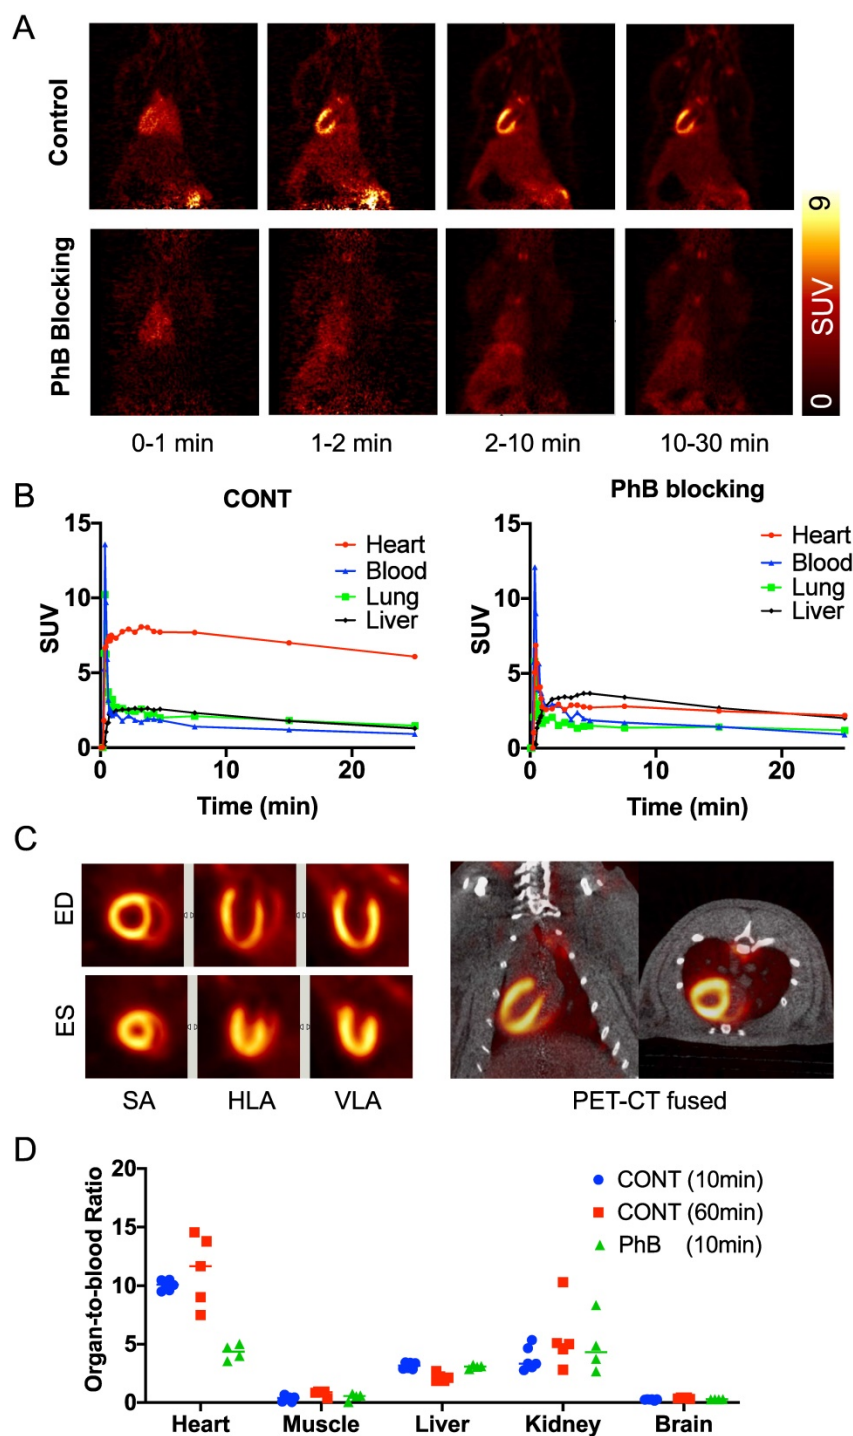 A
Control
PhB Blocking
0-1 min
1-2 min
2-10 min
10-30 min
0 SUV 9
B
CONT
SUV
15
10
5
0
0
10
20
Time (min)
Heart
Blood
Lung
Liver
PhB blocking
SUV
15
10
5
0
0
10
20
Time (min)
Heart
Blood
Lung
Liver
C
ED
ES
SA
HLA
VLA
PET-CT fused
D
Organ-to-blood Ratio
20
15
10
5
0
Heart
Muscle
Liver
Kidney
Brain
CONT (10min)
CONT (60min)
PhB (10min)